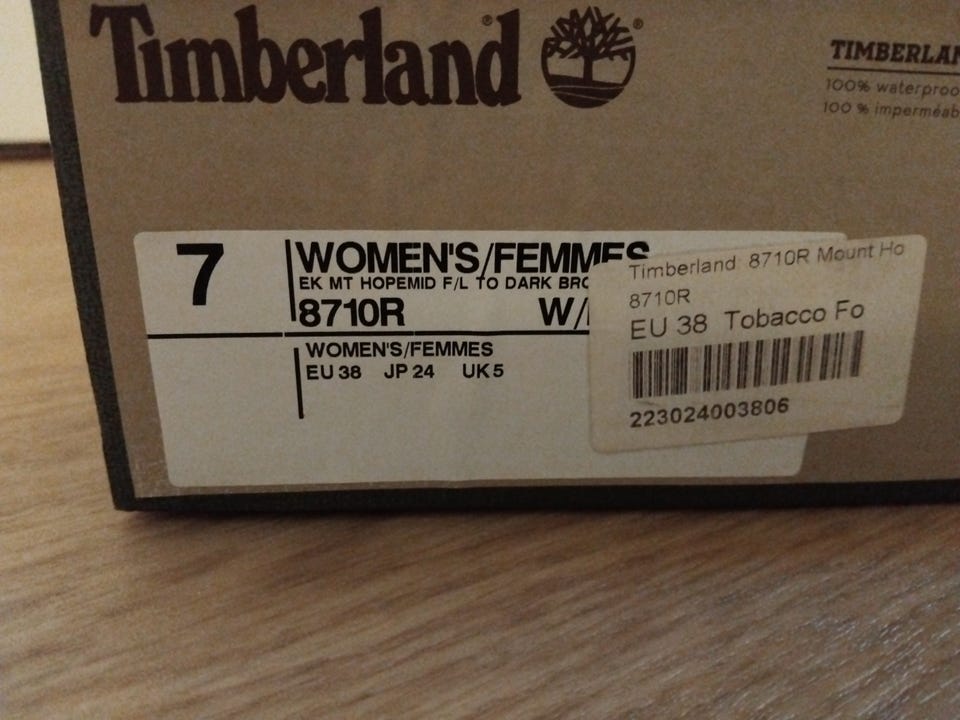 Timberland® ®
TIMBERLAN
100% waterproo
100 % imperméab
7
WOMEN'S/FEMMES
EK MT HOPEMID F/L TO DARK BRO
8710R W/
WOMEN'S/FEMMES
EU 38 JP 24 UK 5
Timberland 8710R Mount Ho
8710R
EU 38 Tobacco Fo
223024003806